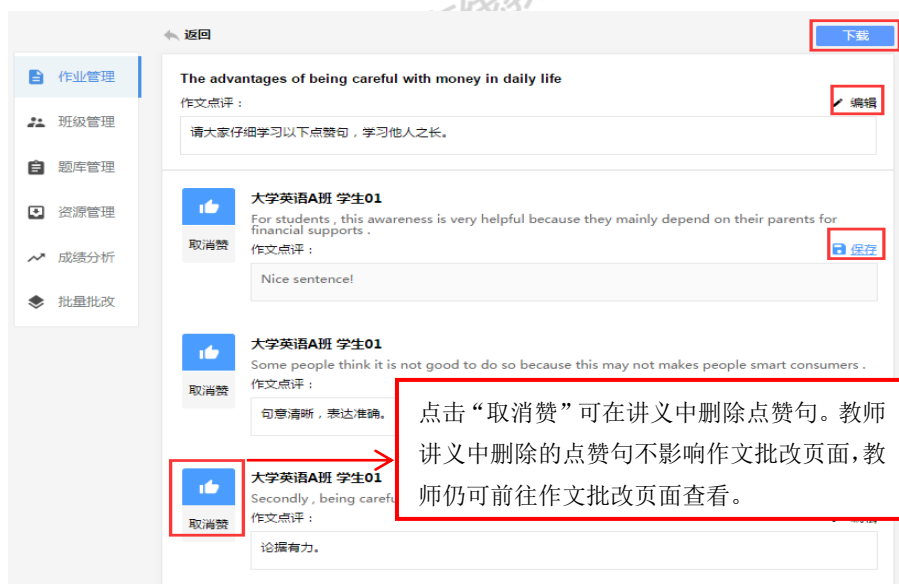 返回
下载
作业管理
班级管理
题库管理
资源管理
成绩分析
批量批改
The advantages of being careful with money in daily life
作文点评：
编辑
请大家仔细学习以下点赞句，学习他人之长。
大学英语A班 学生01
For students , this awareness is very helpful because they mainly depend on their parents for
financial supports .
取消赞
作文点评：
保存
Nice sentence!
大学英语A班 学生01
Some people think it is not good to do so because this may not makes people smart consumers .
取消赞
作文点评：
句意清晰，表达准确。
点击“取消赞”可在讲义中删除点赞句。教师
讲义中删除的点赞句不影响作文批改页面，教
师仍可前往作文批改页面查看。
大学英语A班 学生01
Secondly , being
取消赞
作文点评：
论据有力。